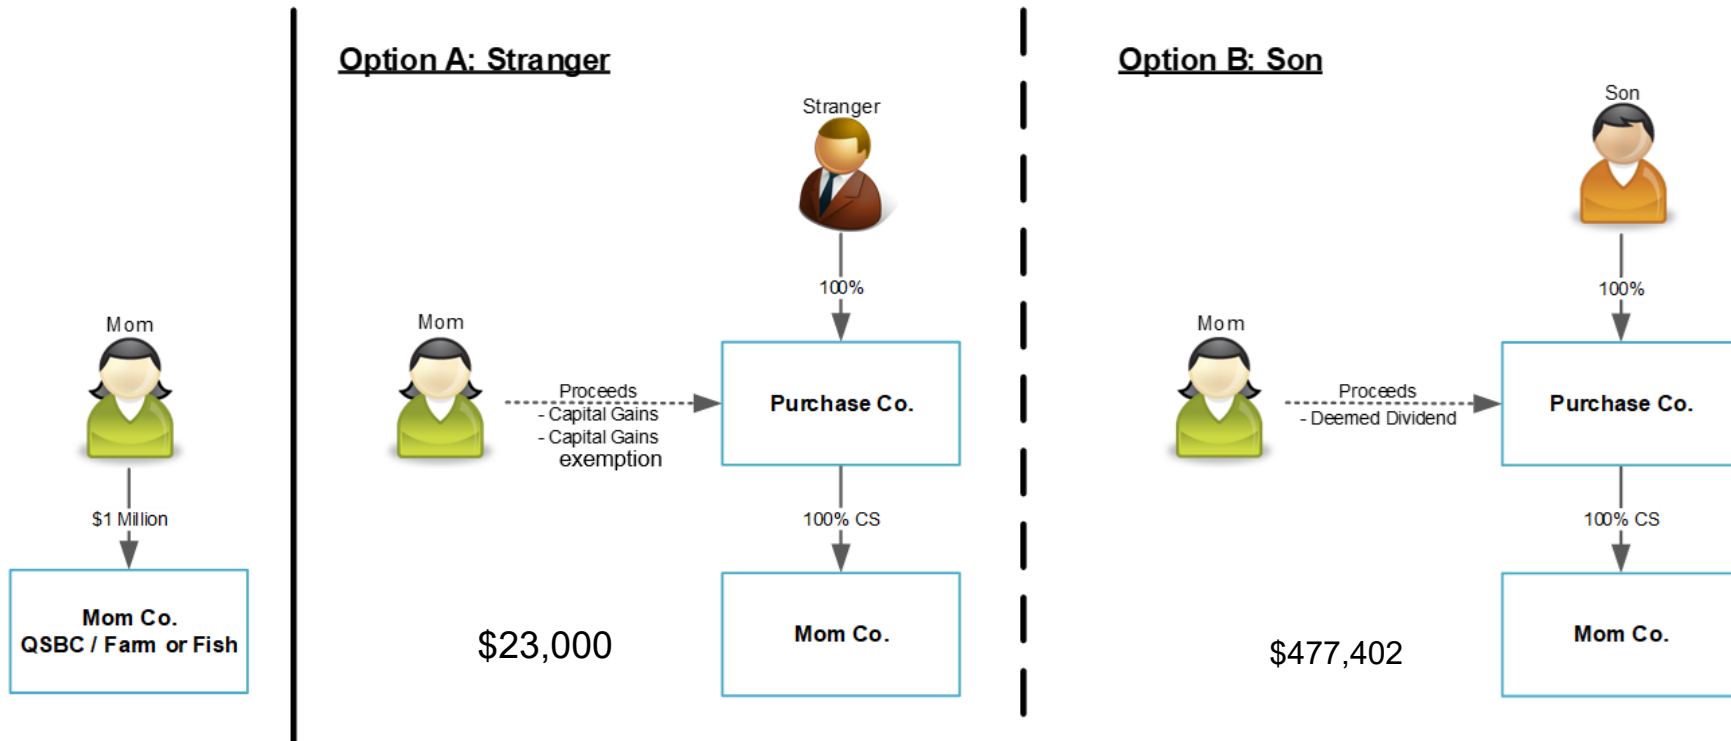 Mom
$1 Million
Mom Co.
QSBC / Farm or Fish
Option A: Stranger
Stranger
100%
Mom
Proceeds
- Capital Gains
- Capital Gains
exemption
Purchase Co.
100% CS
$23,000
Mom Co.
Option B: Son
Son
100%
Mom
Proceeds
- Deemed Dividend
Purchase Co.
100% CS
$477,402
Mom Co.